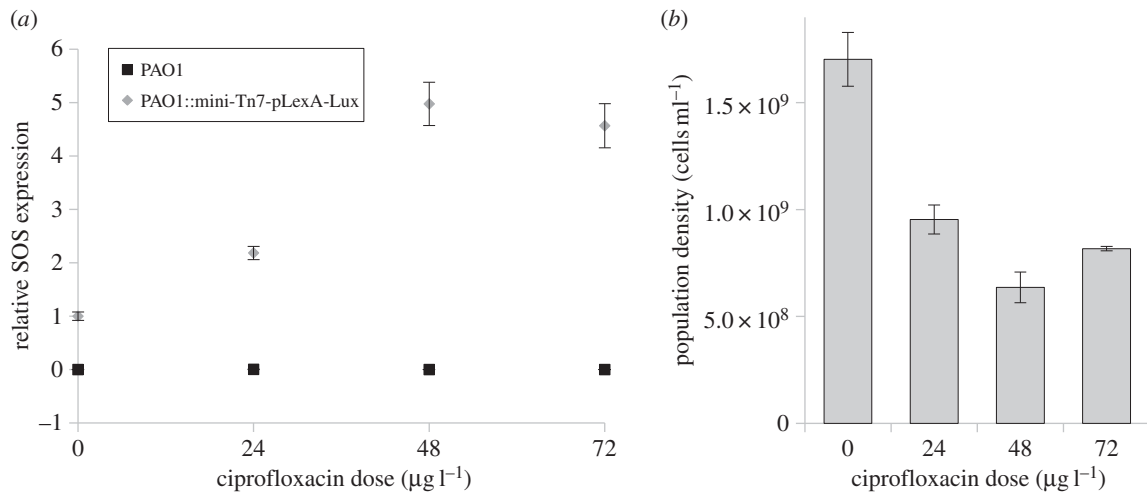 (a)
relative SOS expression
6
5
4
3
2
1
0
–1
PAO1
PAO1::mini-Tn7-pLexA-Lux
0 24 48 72
ciprofloxacin dose (µg l⁻¹)
(b)
population density (cells ml⁻¹)
1.5 × 10⁹
1.0 × 10⁹
5.0 × 10⁸
0
0 24 48 72
ciprofloxacin dose (µg l⁻¹)